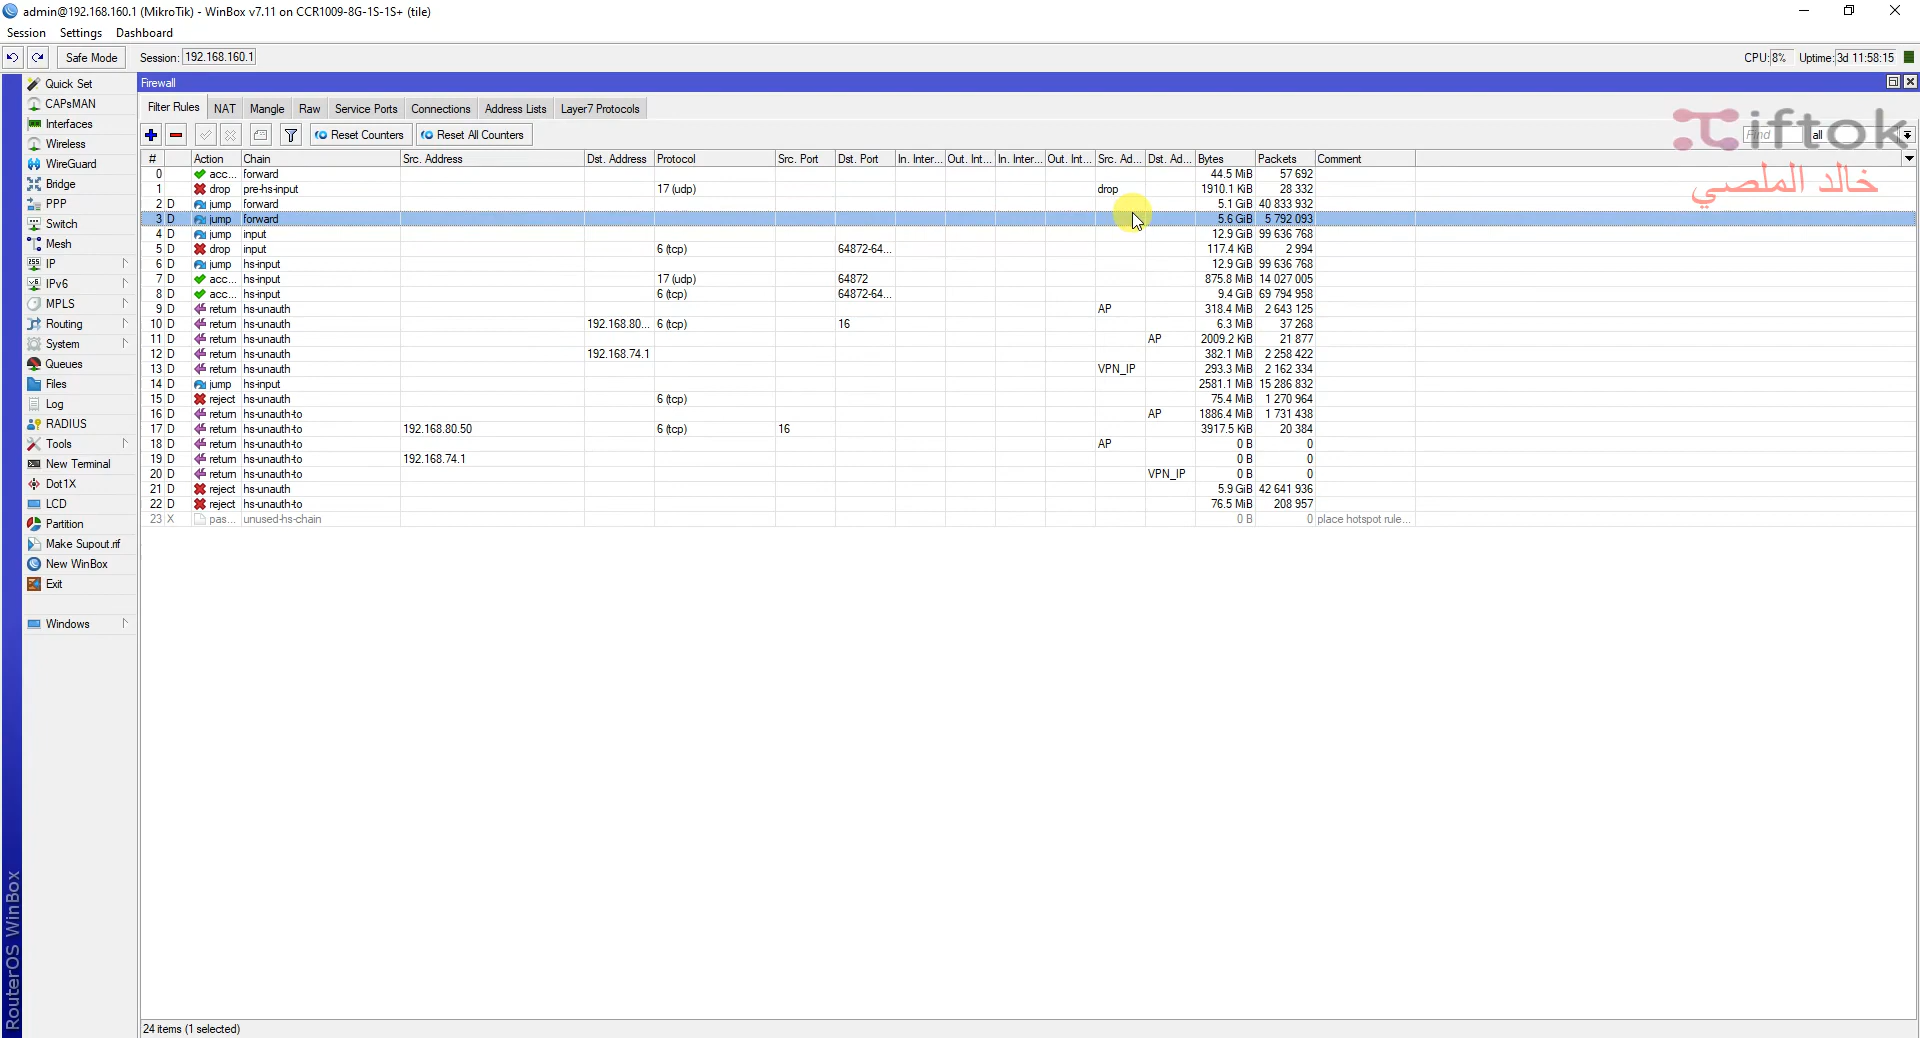 admin@192.168.160.1 (MikroTik) - WinBox v7.11 on CCR1009-8G-1S-1S+ (tile)
Session Settings Dashboard
Safe Mode Session: 192.168.160.1 CPU: 8% Uptime: 3d 11:58:15
Quick Set
CAPsMAN
Interfaces
Wireless
WireGuard
Bridge
PPP
Switch
Mesh
IP
IPv6
MPLS
Routing
System
Queues
Files
Log
RADIUS
Tools
New Terminal
Dot1X
LCD
Partition
Make Supout.rif
New WinBox
Exit
Windows
RouterOS WinBox
Firewall
Filter Rules NAT Mangle Raw Service Ports Connections Address Lists Layer7 Protocols
Reset Counters Reset All Counters Find all
iftok
خالد الملصي
# Action Chain Src. Address Dst. Address Protocol Src. Port Dst. Port In. Inter... Out. Int... In. Inter... Out. Int... Src. Ad... Dst. Ad... Bytes Packets Comment
0 acc... forward 44.5 MiB 57 692
1 drop pre-hs-input 17 (udp) drop 1910.1 KiB 28 332
2 D jump forward 5.1 GiB 40 833 932
3 D jump forward 5.6 GiB 5 792 093
4 D jump input 12.9 GiB 99 636 768
5 D drop input 6 (tcp) 64872-64... 117.4 KiB 2 994
6 D jump hs-input 12.9 GiB 99 636 768
7 D acc... hs-input 17 (udp) 64872 875.8 MiB 14 027 005
8 D acc... hs-input 6 (tcp) 64872-64... 9.4 GiB 69 794 958
9 D return hs-unauth AP 318.4 MiB 2 643 125
10 D return hs-unauth 192.168.80... 6 (tcp) 16 6.3 MiB 37 268
11 D return hs-unauth AP 2009.2 KiB 21 877
12 D return hs-unauth 192.168.74.1 382.1 MiB 2 258 422
13 D return hs-unauth VPN_IP 293.3 MiB 2 162 334
14 D jump hs-input 2581.1 MiB 15 286 832
15 D reject hs-unauth 6 (tcp) 75.4 MiB 1 270 964
16 D return hs-unauth-to AP 1886.4 MiB 1 731 438
17 D return hs-unauth-to 192.168.80.50 6 (tcp) 16 3917.5 KiB 20 384
18 D return hs-unauth-to AP 0 B 0
19 D return hs-unauth-to 192.168.74.1 0 B 0
20 D return hs-unauth-to VPN_IP 0 B 0
21 D reject hs-unauth 5.9 GiB 42 641 936
22 D reject hs-unauth-to 76.5 MiB 208 957
23 X pas... unused-hs-chain 0 B 0 place hotspot rule...
24 items (1 selected)